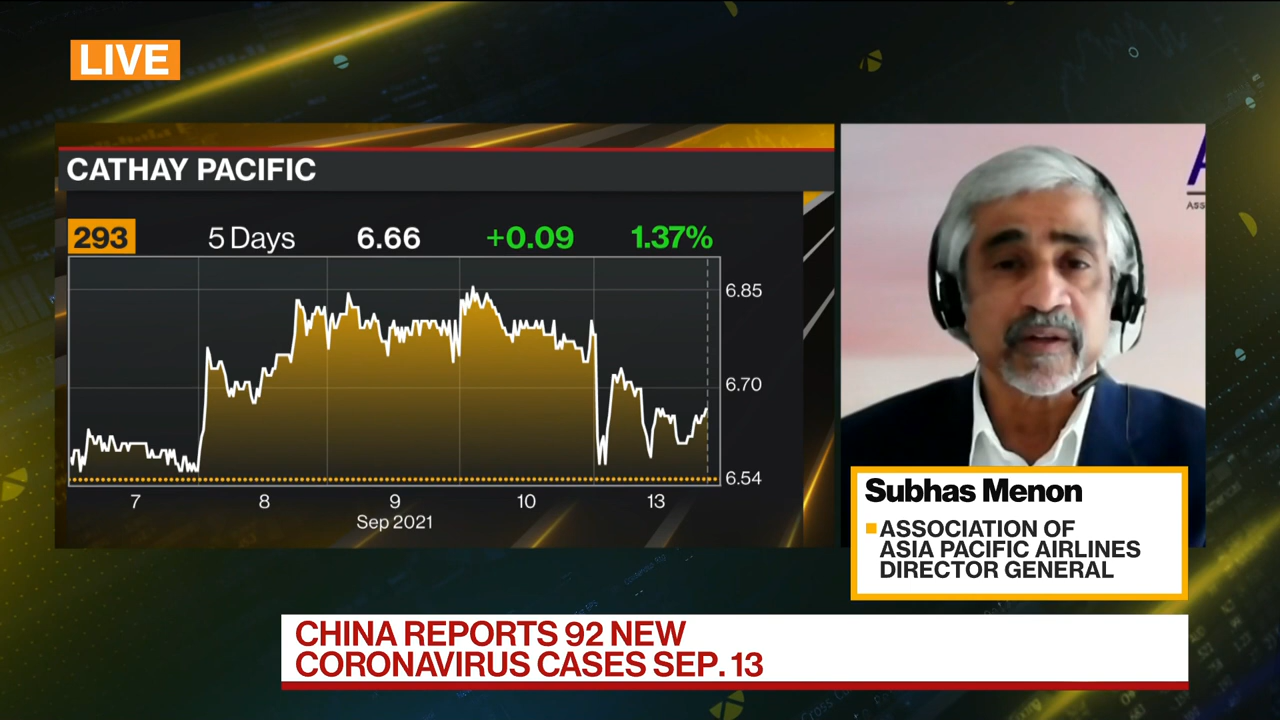 LIVE
CATHAY PACIFIC
293 5 Days 6.66 +0.09 1.37%
6.85
6.70
6.54
7 8 9 10 13
Sep 2021
Ass
Subhas Menon
ASSOCIATION OF
ASIA PACIFIC AIRLINES
DIRECTOR GENERAL
CHINA REPORTS 92 NEW
CORONAVIRUS CASES SEP. 13